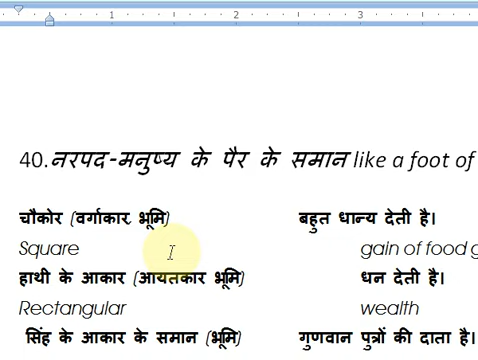 1 2 3
40.नरपद-मनुष्य के पैर के समान like a foot of
चौकोर (वर्गाकार भूमि) बहुत धान्य देती है।
Square gain of food g
हाथी के आकार (आयतकार भूमि) धन देती है।
Rectangular wealth
सिंह के आकार के समान (भूमि) गुणवान पुत्रों की दाता है।